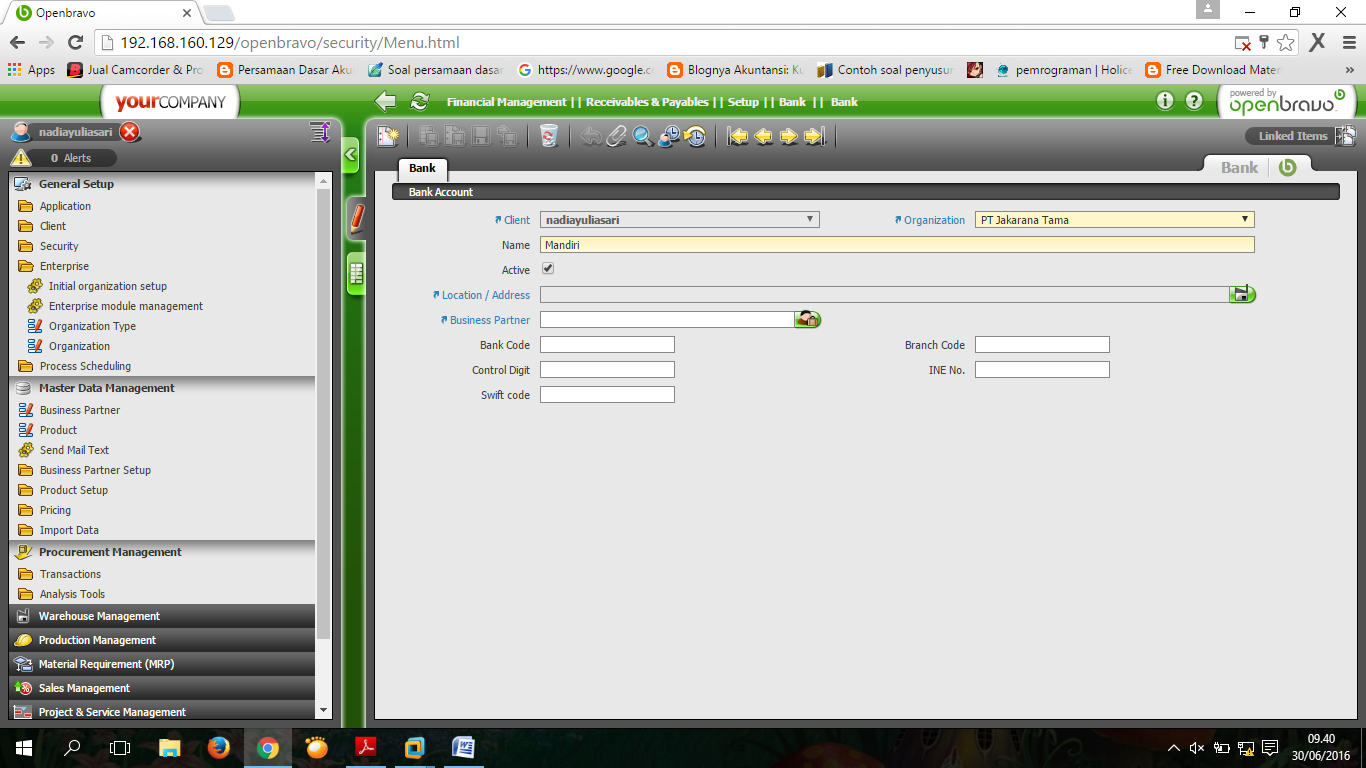 Openbravo
192.168.160.129/openbravo/security/Menu.html
Apps Jual Camcorder & Pro Persamaan Dasar Aku Soal persamaan dasar https://www.google.c Blognya Akuntansi: Ku Contoh soal penyusun pemrograman | Holice Free Download Mater »
yourCOMPANY
Financial Management || Receivables & Payables || Setup || Bank || Bank
powered by
openbravo
nadiayuliasari
Linked Items
0 Alerts
Bank
Bank
General Setup
Application
Client
Security
Enterprise
Initial organization setup
Enterprise module management
Organization Type
Organization
Process Scheduling
Master Data Management
Business Partner
Product
Send Mail Text
Business Partner Setup
Product Setup
Pricing
Import Data
Procurement Management
Transactions
Analysis Tools
Warehouse Management
Production Management
Material Requirement (MRP)
Sales Management
Project & Service Management
Bank Account
Client nadiayuliasari Organization PT Jakarana Tama
Name Mandiri
Active
Location / Address
Business Partner
Bank Code Branch Code
Control Digit INE No.
Swift code
09.40
30/06/2016